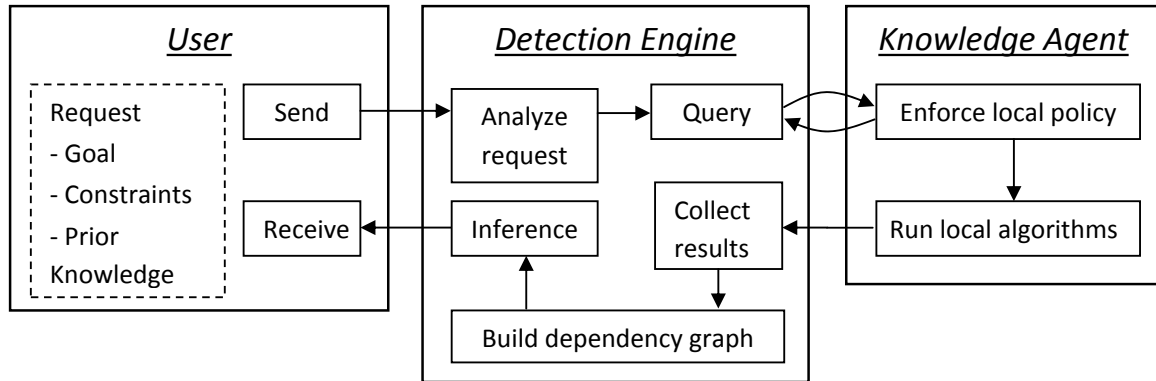 User
Request
- Goal
- Constraints
- Prior
Knowledge
Send
Receive
Detection Engine
Analyze
request
Query
Inference
Collect
results
Build dependency graph
Knowledge Agent
Enforce local policy
Run local algorithms